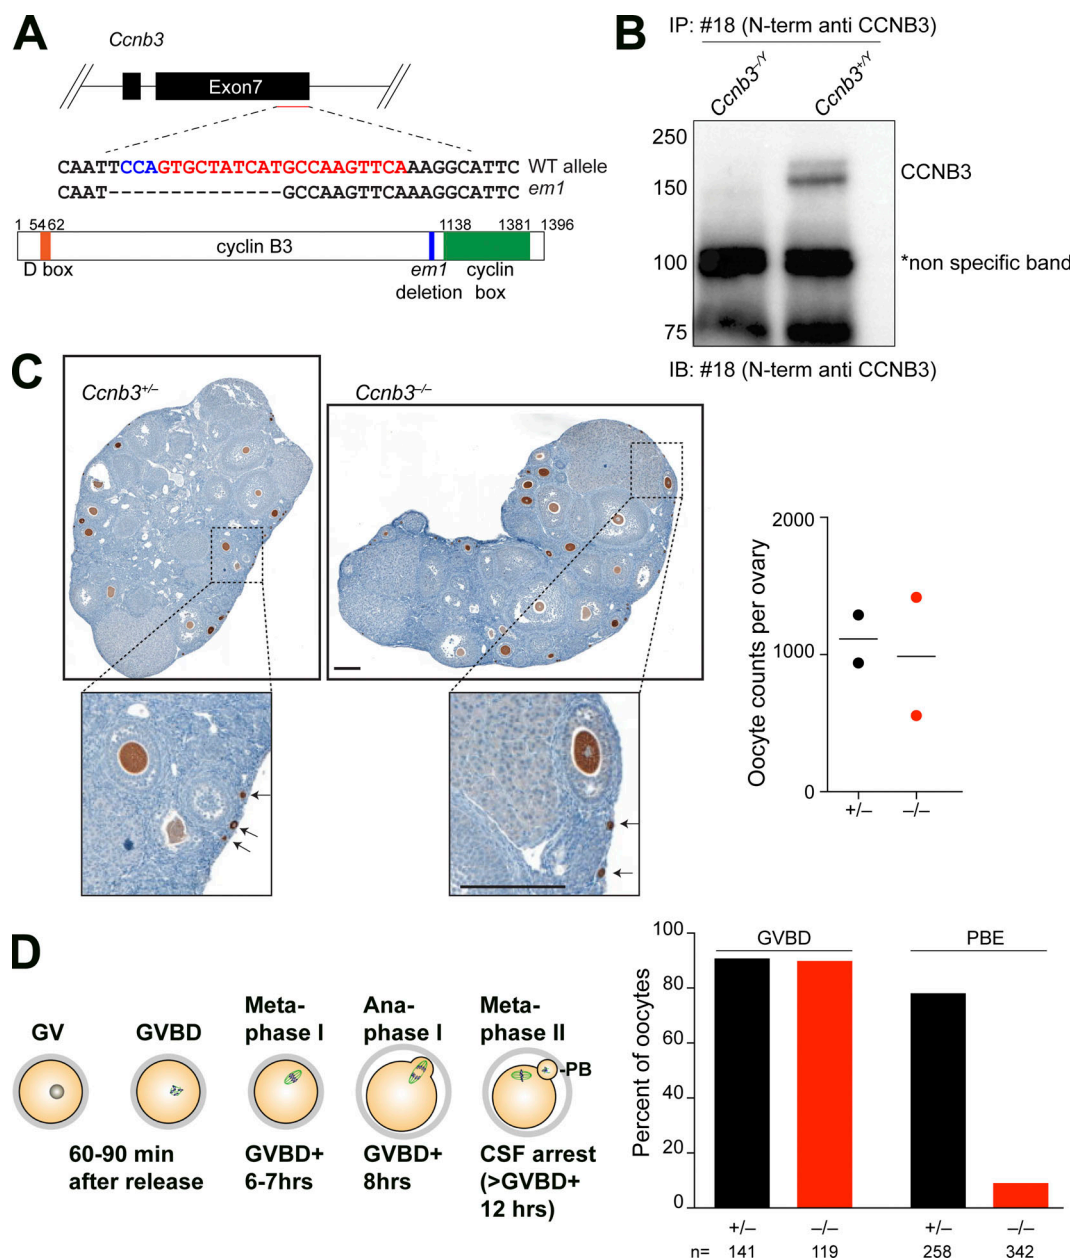 A
Ccnb3
Exon7
CAATTCCAGTGCTATCATGCCAAGTTCAAAGGCATTC WT allele
CAAT--------------GCCAAGTTCAAAGGCATTC em1
1 54 62 1138 1381 1396
cyclin B3
D box em1 cyclin
deletion box
B
IP: #18 (N-term anti CCNB3)
Ccnb3–/Y Ccnb3+/Y
250
150
100
75
CCNB3
*non specific band
IB: #18 (N-term anti CCNB3)
C
Ccnb3+/–
Ccnb3–/–
Oocyte counts per ovary
2000
1000
0
+/– –/–
D
GV
GVBD
Meta-
phase I
Ana-
phase I
Meta-
phase II
-PB
60-90 min
after release
GVBD+
6-7hrs
GVBD+
8hrs
CSF arrest
(>GVBD+
12 hrs)
Percent of oocytes
100
80
60
40
20
0
GVBD PBE
+/– –/– +/– –/–
n= 141 119 258 342